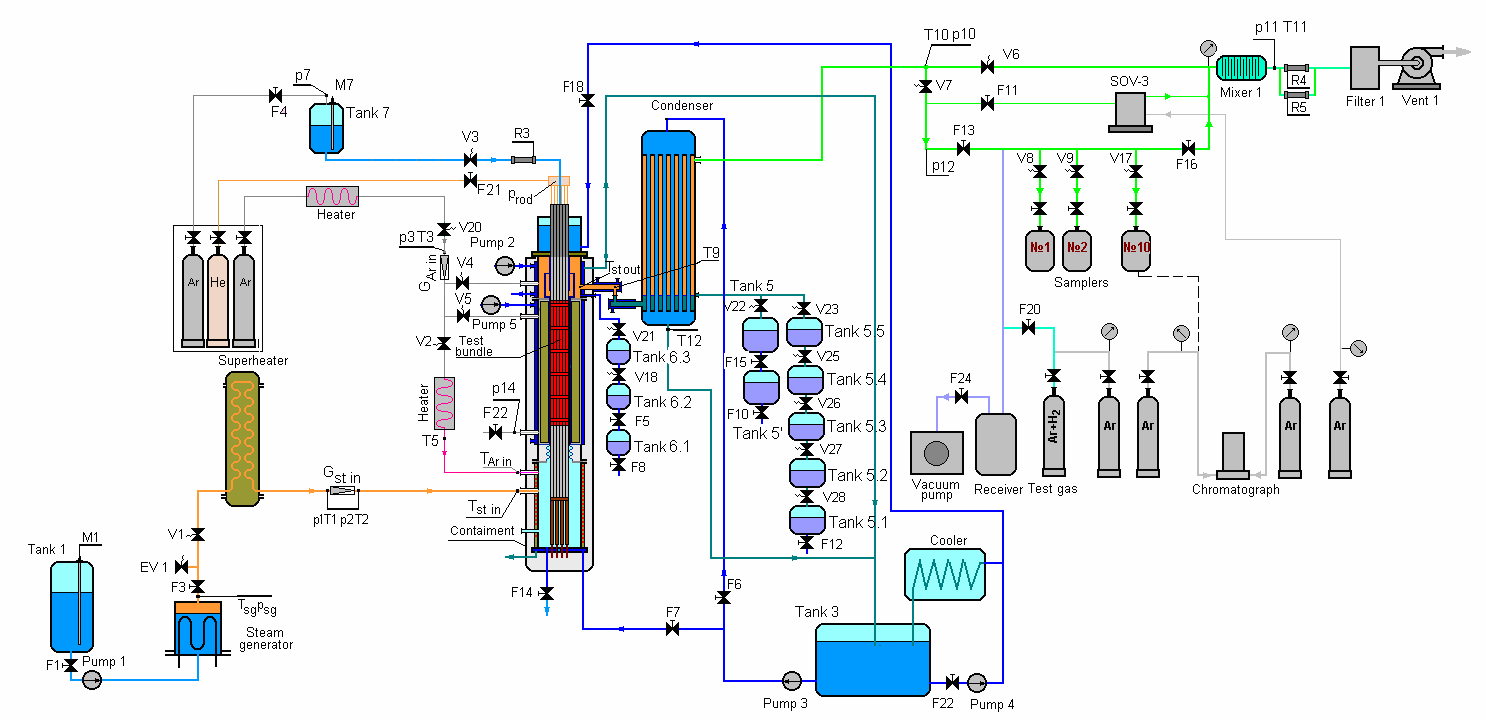 p11 T11
T10 p10
V6
R4
R5
Mixer 1
Filter 1
Vent 1
p7
M7
F4
Tank 7
F18
Condenser
V7
F11
SOV-3
V3
R3
F13
p12
F16
V8
V9
V17
F21
prod
Heater
V20
p3T3
Pump 2
GAr in
V4
Tst out
T9
№1
№2
№10
Samplers
Ar
He
Ar
V5
Pump 5
Tank 5
V22
V23
Tank 5.5
F20
V2
Test
bundle
V21
Tank 6.3
T12
F15
V25
Superheater
V18
Tank 5.4
Heater
p14
F22
Tank 6.2
F5
F10
V26
Tank 5.3
Tank 5'
F24
Ar+H2
Ar
Ar
Ar
Ar
T5
Tank 6.1
F8
V27
TAr in
Tank 5.2
Gst in
Vacuum
pump
Receiver
Test gas
Chromatograph
V28
Tst in
p1T1 p2T2
Tank 5.1
Contaiment
F12
V1
Tank 1
M1
EV 1
F3
Cooler
F14
F6
Tsgpsg
F7
Tank 3
Steam
generator
F1
Pump 1
Pump 3
F22
Pump 4